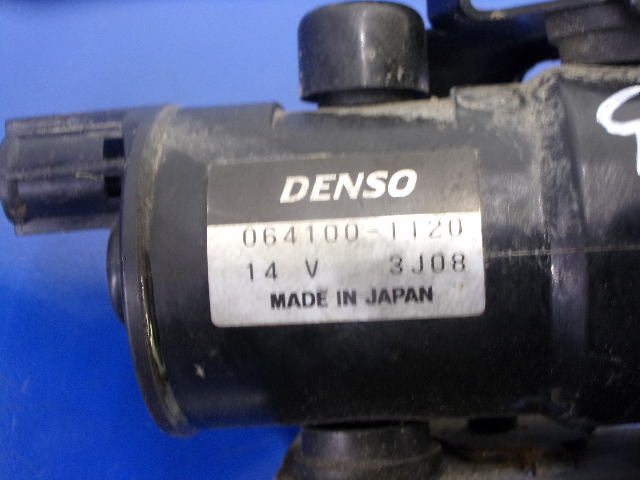 DENSO
064100-1120
14 V 3J08
MADE IN JAPAN